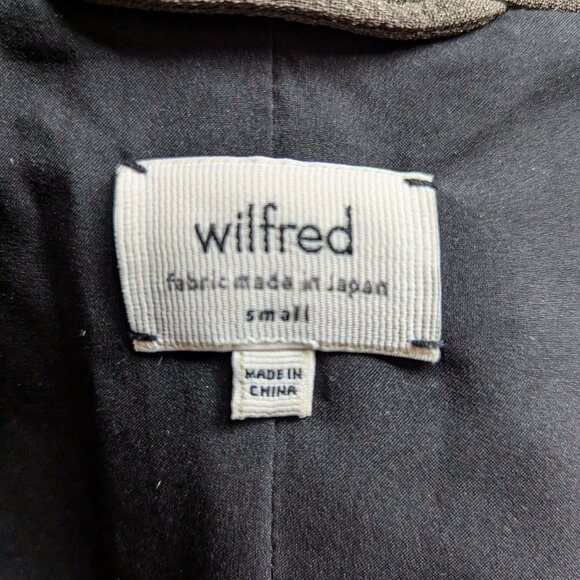 wilfred
fabric made in Japan
small
MADE IN
CHINA